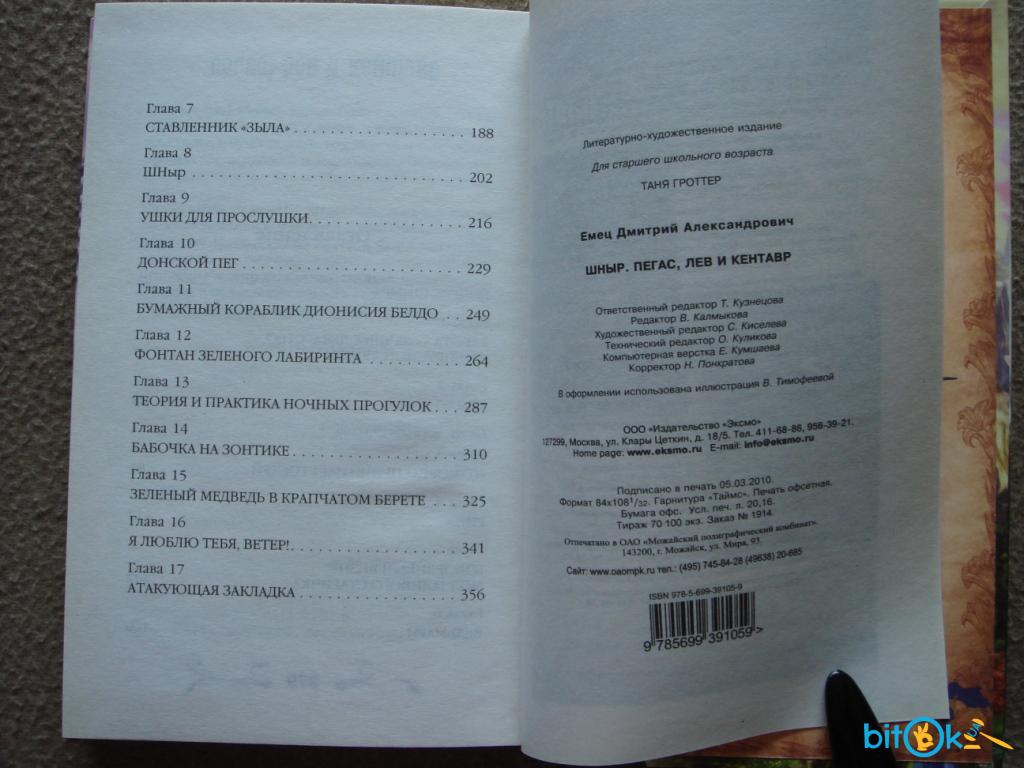 Глава 7
СТАВЛЕННИК «ЗЫЛА» . . . . . . . . . . . . . . . . . . . 188
Глава 8
ШНыр . . . . . . . . . . . . . . . . . . . . . . . . . . . . . . 202
Глава 9
УШКИ ДЛЯ ПРОСЛУШКИ. . . . . . . . . . . . . . . . . 216
Глава 10
ДОНСКОЙ ПЕГ . . . . . . . . . . . . . . . . . . . . . . . . . 229
Глава 11
БУМАЖНЫЙ КОРАБЛИК ДИОНИСИЯ БЕЛДО . . 249
Глава 12
ФОНТАН ЗЕЛЕНОГО ЛАБИРИНТА . . . . . . . . . . 264
Глава 13
ТЕОРИЯ И ПРАКТИКА НОЧНЫХ ПРОГУЛОК . . . 287
Глава 14
БАБОЧКА НА ЗОНТИКЕ . . . . . . . . . . . . . . . . . . . 310
Глава 15
ЗЕЛЕНЫЙ МЕДВЕДЬ В КРАПЧАТОМ БЕРЕТЕ . . . . 325
Глава 16
Я ЛЮБЛЮ ТЕБЯ, ВЕТЕР!. . . . . . . . . . . . . . . . . . . 341
Глава 17
АТАКУЮЩАЯ ЗАКЛАДКА . . . . . . . . . . . . . . . . . . 356
Литературно-художественное издание
Для старшего школьного возраста
ТАНЯ ГРОТТЕР
Емец Дмитрий Александрович
ШНЫР. ПЕГАС, ЛЕВ И КЕНТАВР
Ответственный редактор Т. Кузнецова
Редактор В. Калмыкова
Художественный редактор С. Киселева
Технический редактор О. Куликова
Компьютерная верстка Е. Кумшаева
Корректор Н. Понкратова
В оформлении использована иллюстрация В. Тимофеевой
ООО «Издательство «Эксмо»
127299, Москва, ул. Клары Цеткин, д. 18/5. Тел. 411-68-86, 956-39-21.
Home page: www.eksmo.ru E-mail: info@eksmo.ru
Подписано в печать 05.03.2010.
Формат 84x108 1/32. Гарнитура «Таймс». Печать офсетная.
Бумага офс. Усл. печ. л. 20,16.
Тираж 70 100 экз. Заказ № 1914.
Отпечатано в ОАО «Можайский полиграфический комбинат».
143200, г. Можайск, ул. Мира, 93.
Сайт: www.oaompk.ru тел.: (495) 745-84-28 (49638) 20-685
ISBN 978-5-699-39105-9
9 785699 391059 >
bitOk UA